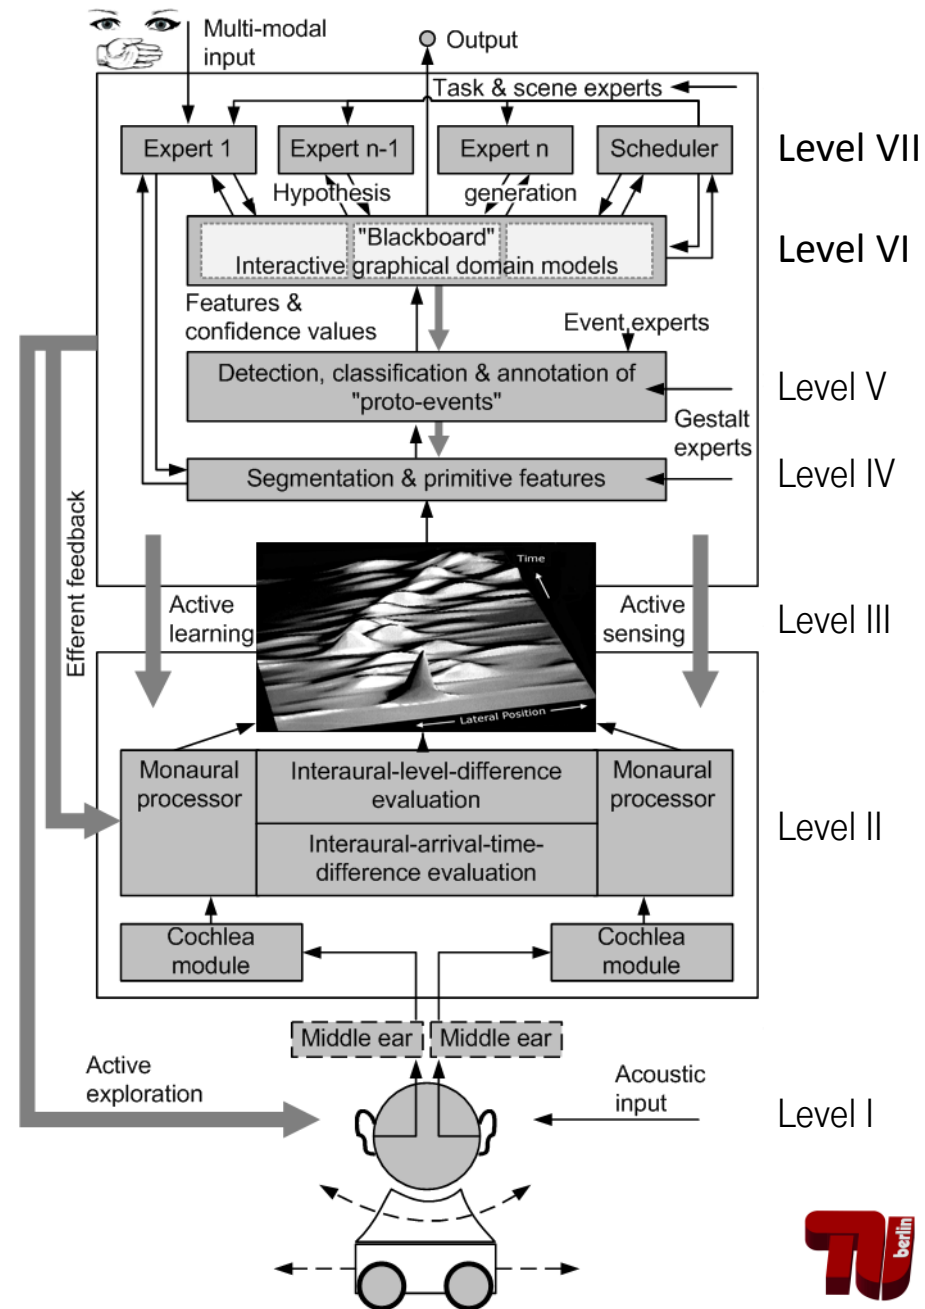 Multi-modal
input
Output
Task & scene experts
Expert 1
Expert n-1
Expert n
Scheduler
Level VII
Hypothesis
generation
"Blackboard"
Interactive graphical domain models
Level VI
Features &
confidence values
Event experts
Detection, classification & annotation of
"proto-events"
Level V
Gestalt
experts
Segmentation & primitive features
Level IV
Efferent feedback
Time
Active
learning
Active
sensing
Level III
Lateral Position
Monaural
processor
Interaural-level-difference
evaluation
Monaural
processor
Interaural-arrival-time-
difference evaluation
Level II
Cochlea
module
Cochlea
module
Middle ear
Middle ear
Active
exploration
Acoustic
input
Level I
TU
berlin